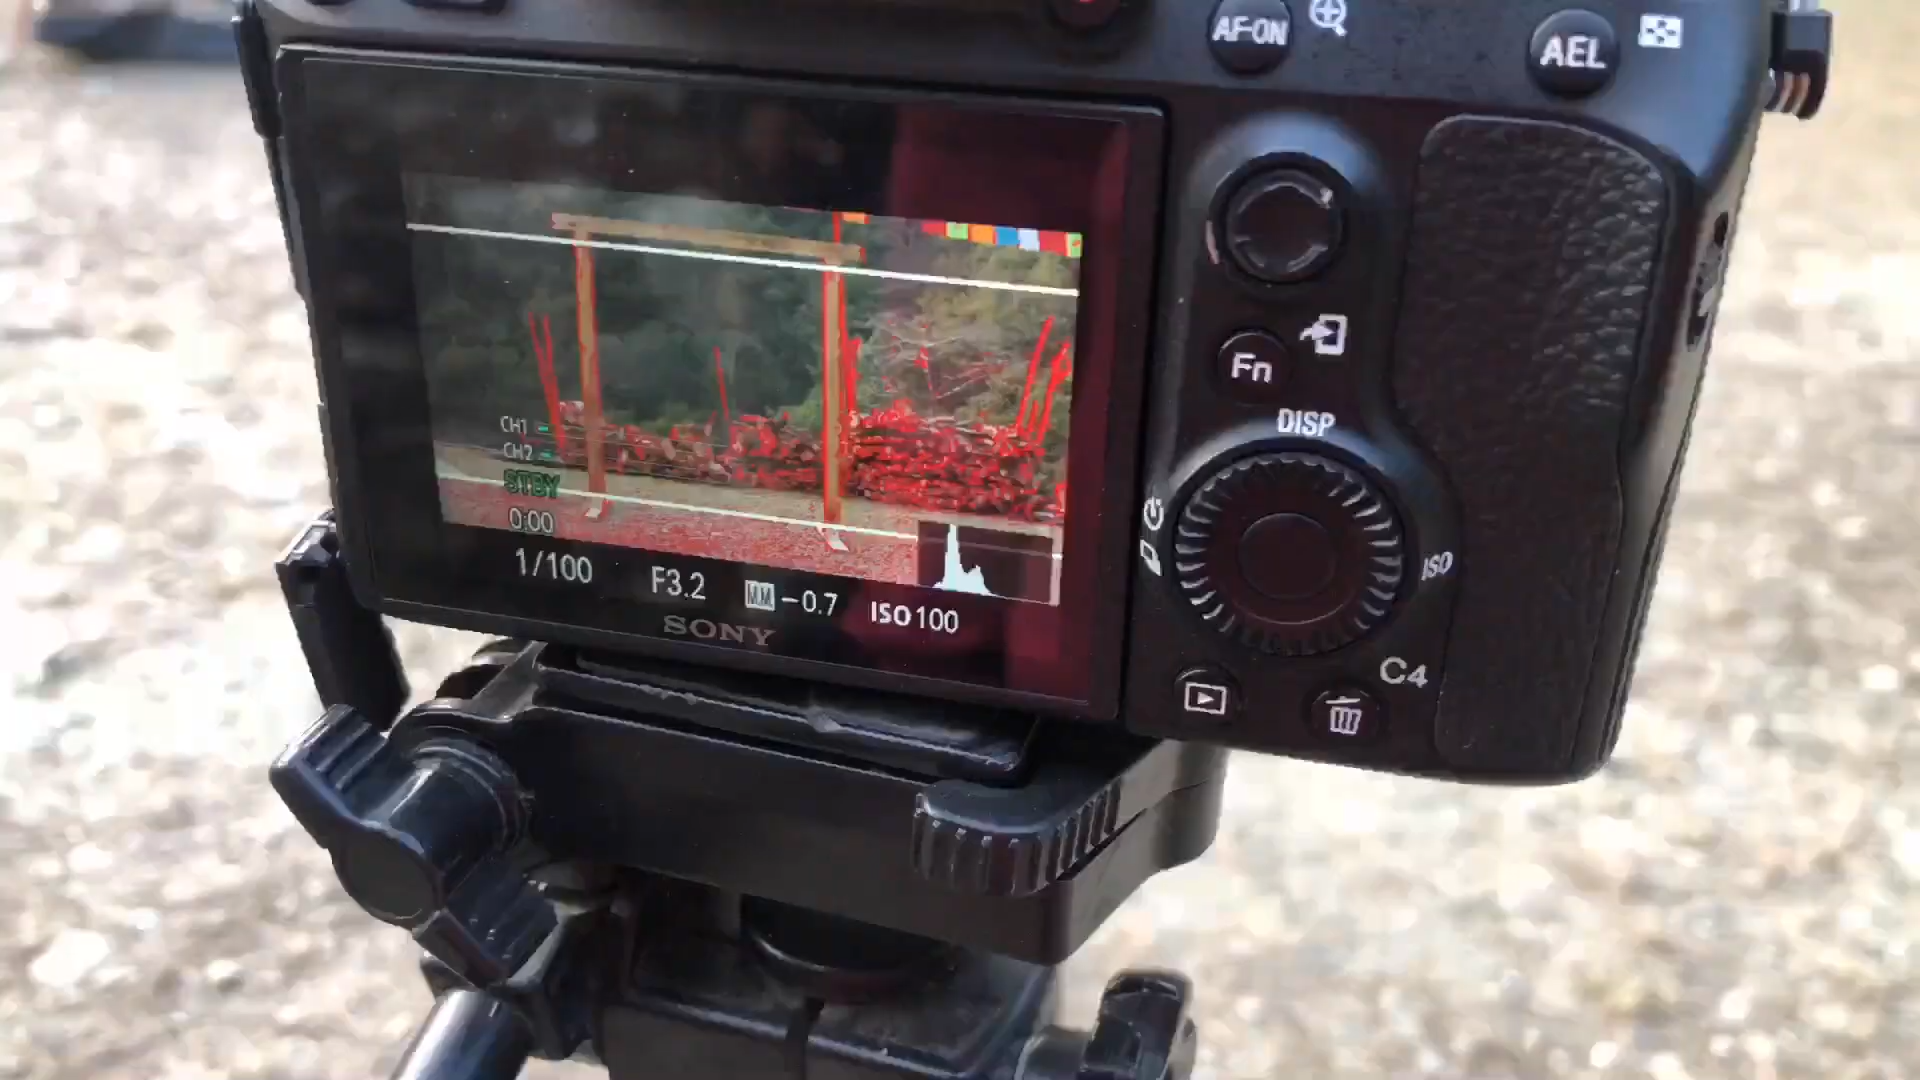 AF-ON
AEL
Fn
DISP
CH1
CH2
STBY
0:00
1/100 F3.2 M.M. −0.7 ISO100
SONY
ISO
C4